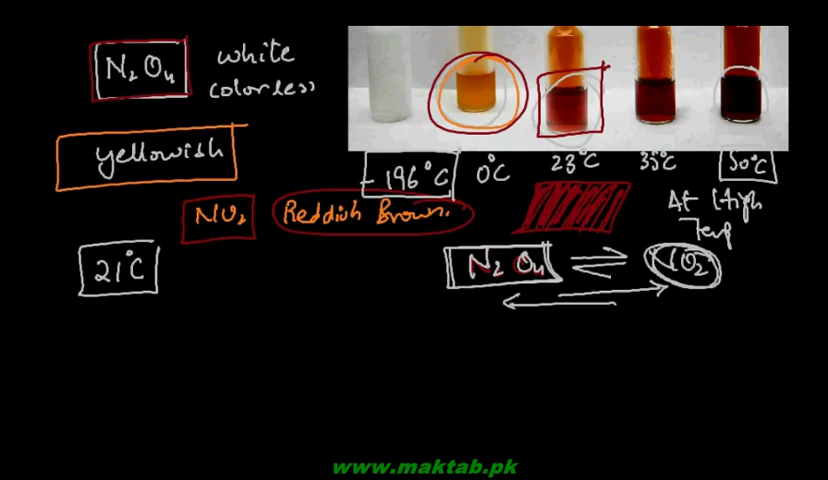 N₂O₄ white
colorless
yellowish
NO₂ Reddish Brown.
21°C
-196°C 0°C 23°C 35°C 50°C
At High
Temp
N₂O₄ ⇌ NO₂
www.maktab.pk